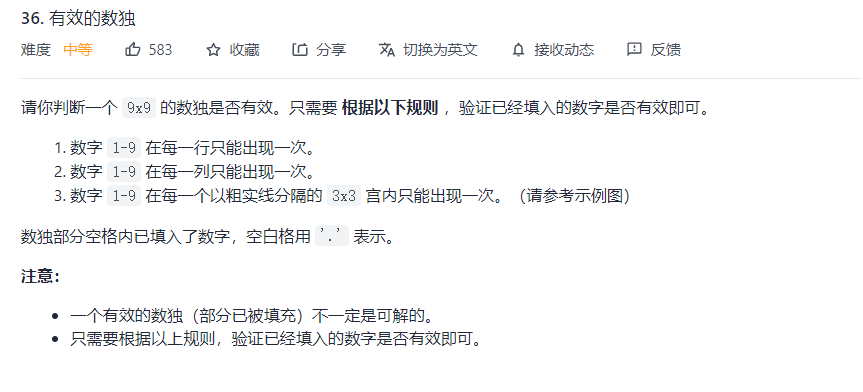 36. 有效的数独
难度 中等 583 收藏 分享 切换为英文 接收动态 反馈
请你判断一个 9x9 的数独是否有效。只需要 根据以下规则 ，验证已经填入的数字是否有效即可。
1. 数字 1-9 在每一行只能出现一次。
2. 数字 1-9 在每一列只能出现一次。
3. 数字 1-9 在每一个以粗实线分隔的 3x3 宫内只能出现一次。（请参考示例图）
数独部分空格内已填入了数字，空白格用 '.' 表示。
注意：
• 一个有效的数独（部分已被填充）不一定是可解的。
• 只需要根据以上规则，验证已经填入的数字是否有效即可。